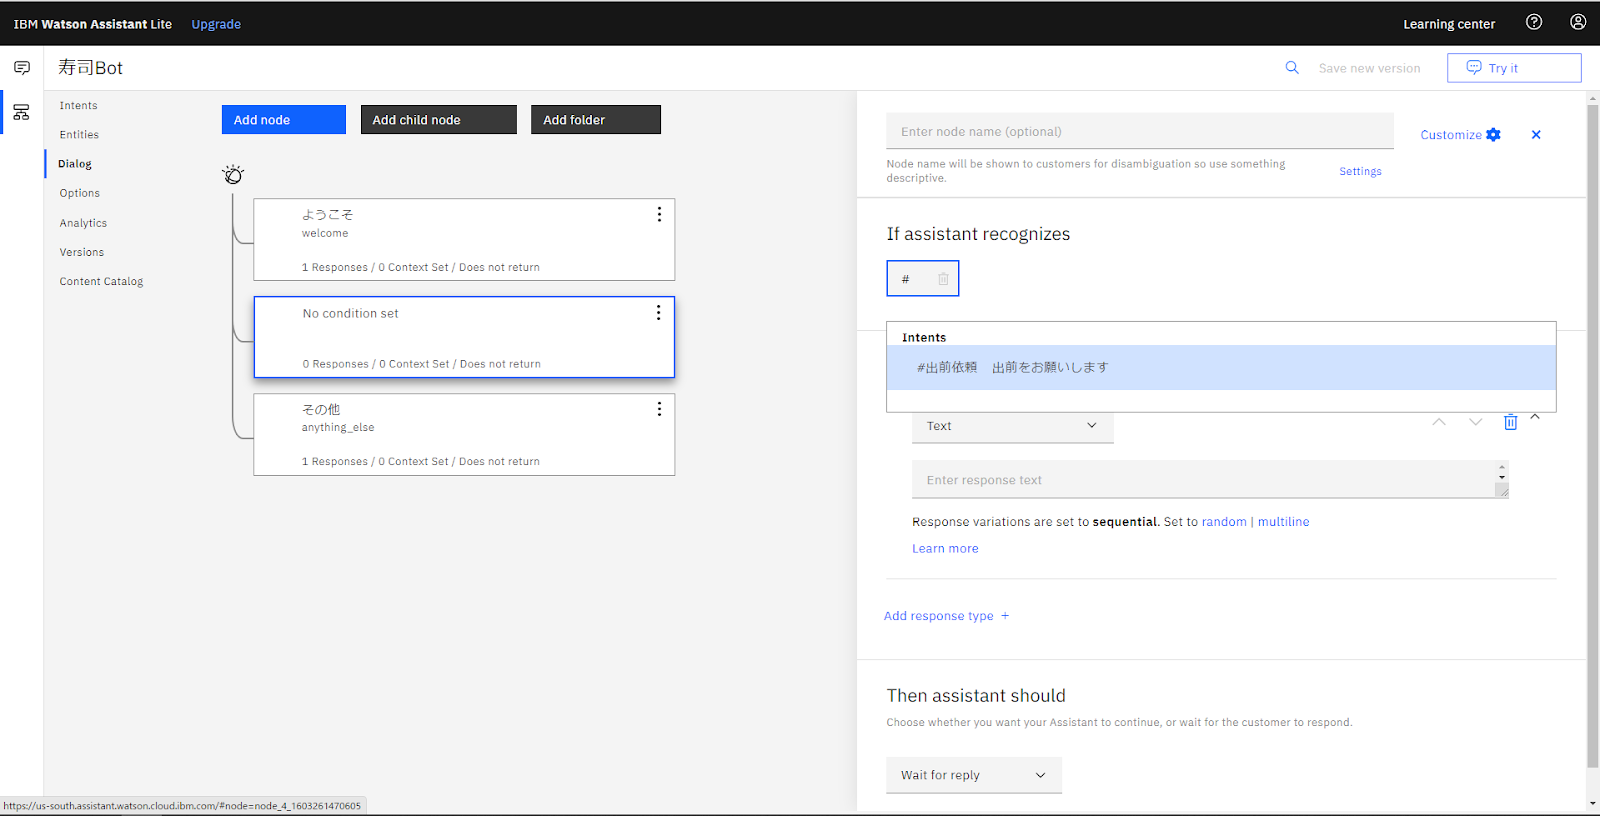 IBM Watson Assistant Lite Upgrade Learning center
寿司Bot Save new version Try it
Intents
Entities
Dialog
Options
Analytics
Versions
Content Catalog
Add node Add child node Add folder
ようこそ
welcome
1 Responses / 0 Context Set / Does not return
No condition set
0 Responses / 0 Context Set / Does not return
その他
anything_else
1 Responses / 0 Context Set / Does not return
Enter node name (optional)
Customize
Node name will be shown to customers for disambiguation so use something
descriptive.
Settings
If assistant recognizes
#
Intents
#出前依頼 出前をお願いします
Text
Enter response text
Response variations are set to sequential. Set to random | multiline
Learn more
Add response type +
Then assistant should
Choose whether you want your Assistant to continue, or wait for the customer to respond.
Wait for reply
https://us-south.assistant.watson.cloud.ibm.com/#node=node_4_1603261470605